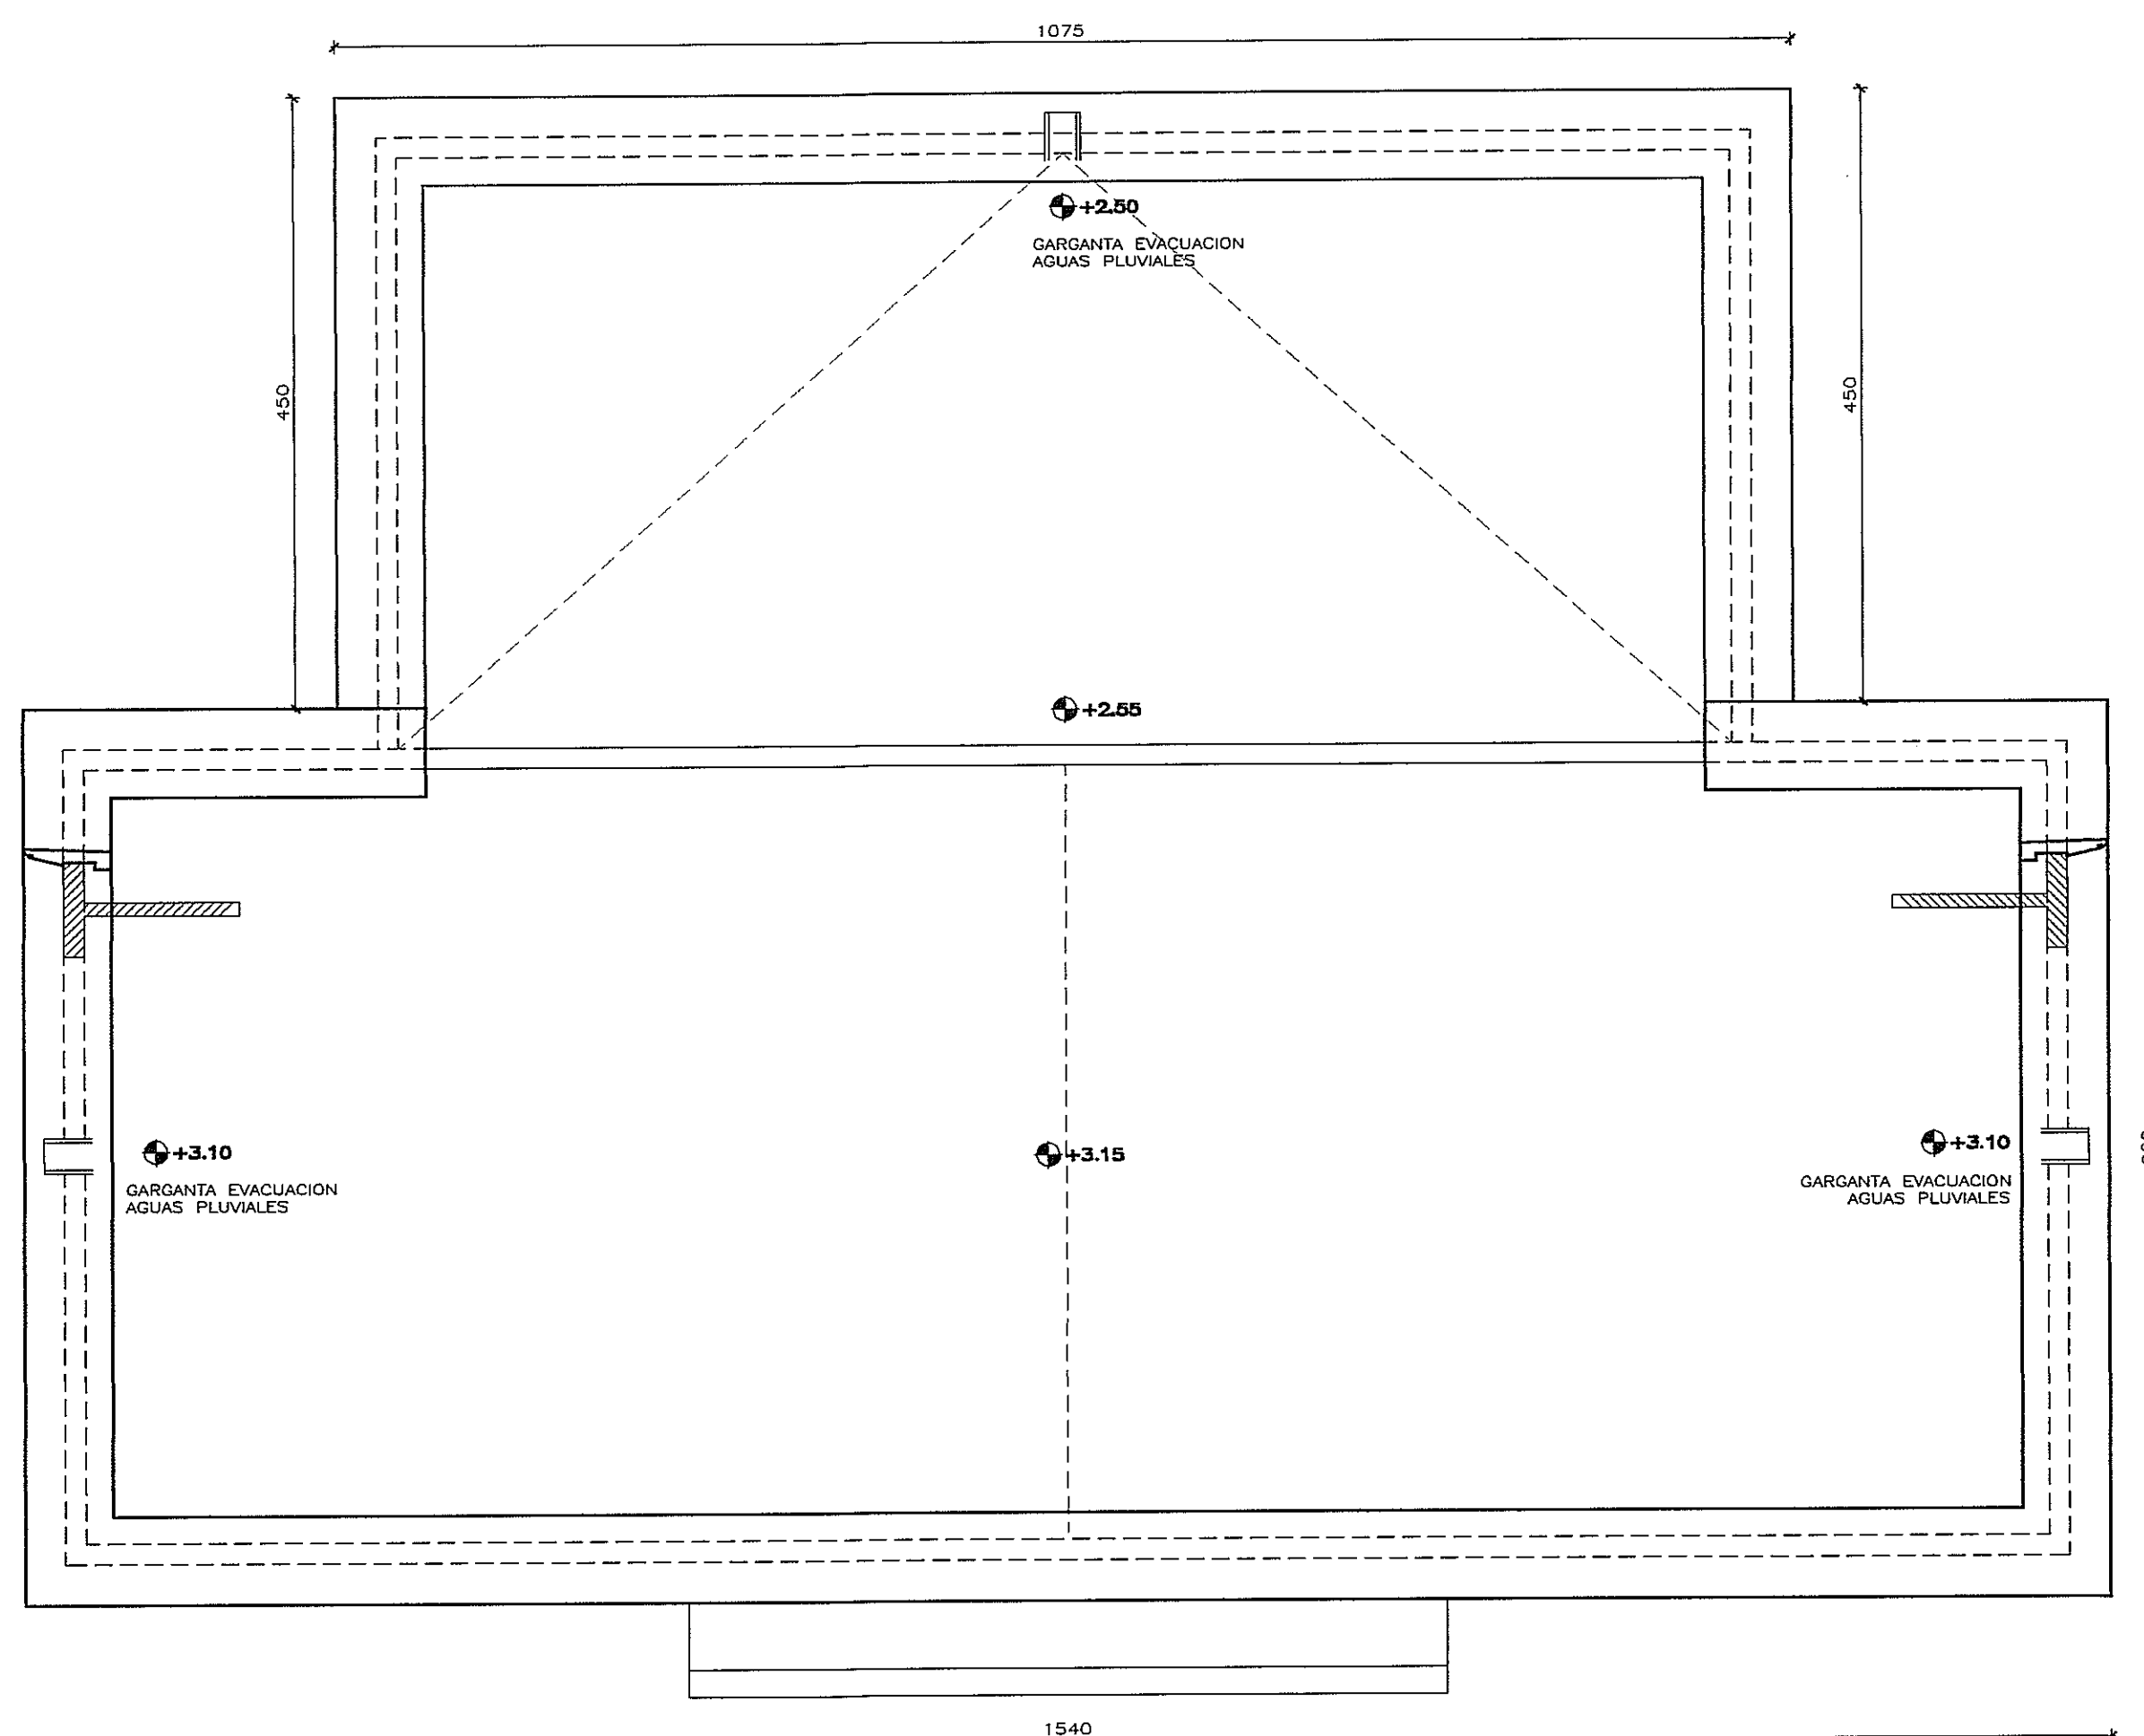 1075
+2.50
GARGANTA EVACUACION
AGUAS PLUVIALES
450
450
+2.55
+3.10
GARGANTA EVACUACION
AGUAS PLUVIALES
+3.15
+3.10
GARGANTA EVACUACION
AGUAS PLUVIALES
1540